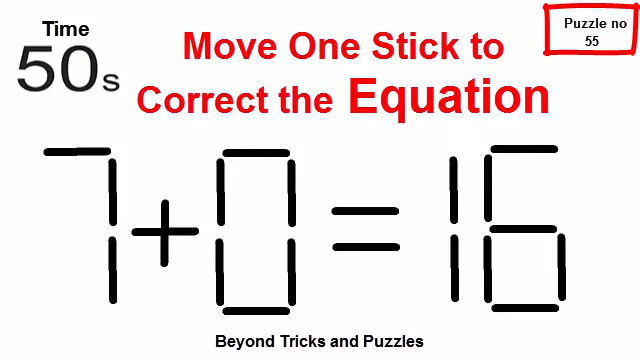 Time
50s
Move One Stick to
Correct the Equation
Puzzle no
55
7+0=16
Beyond Tricks and Puzzles